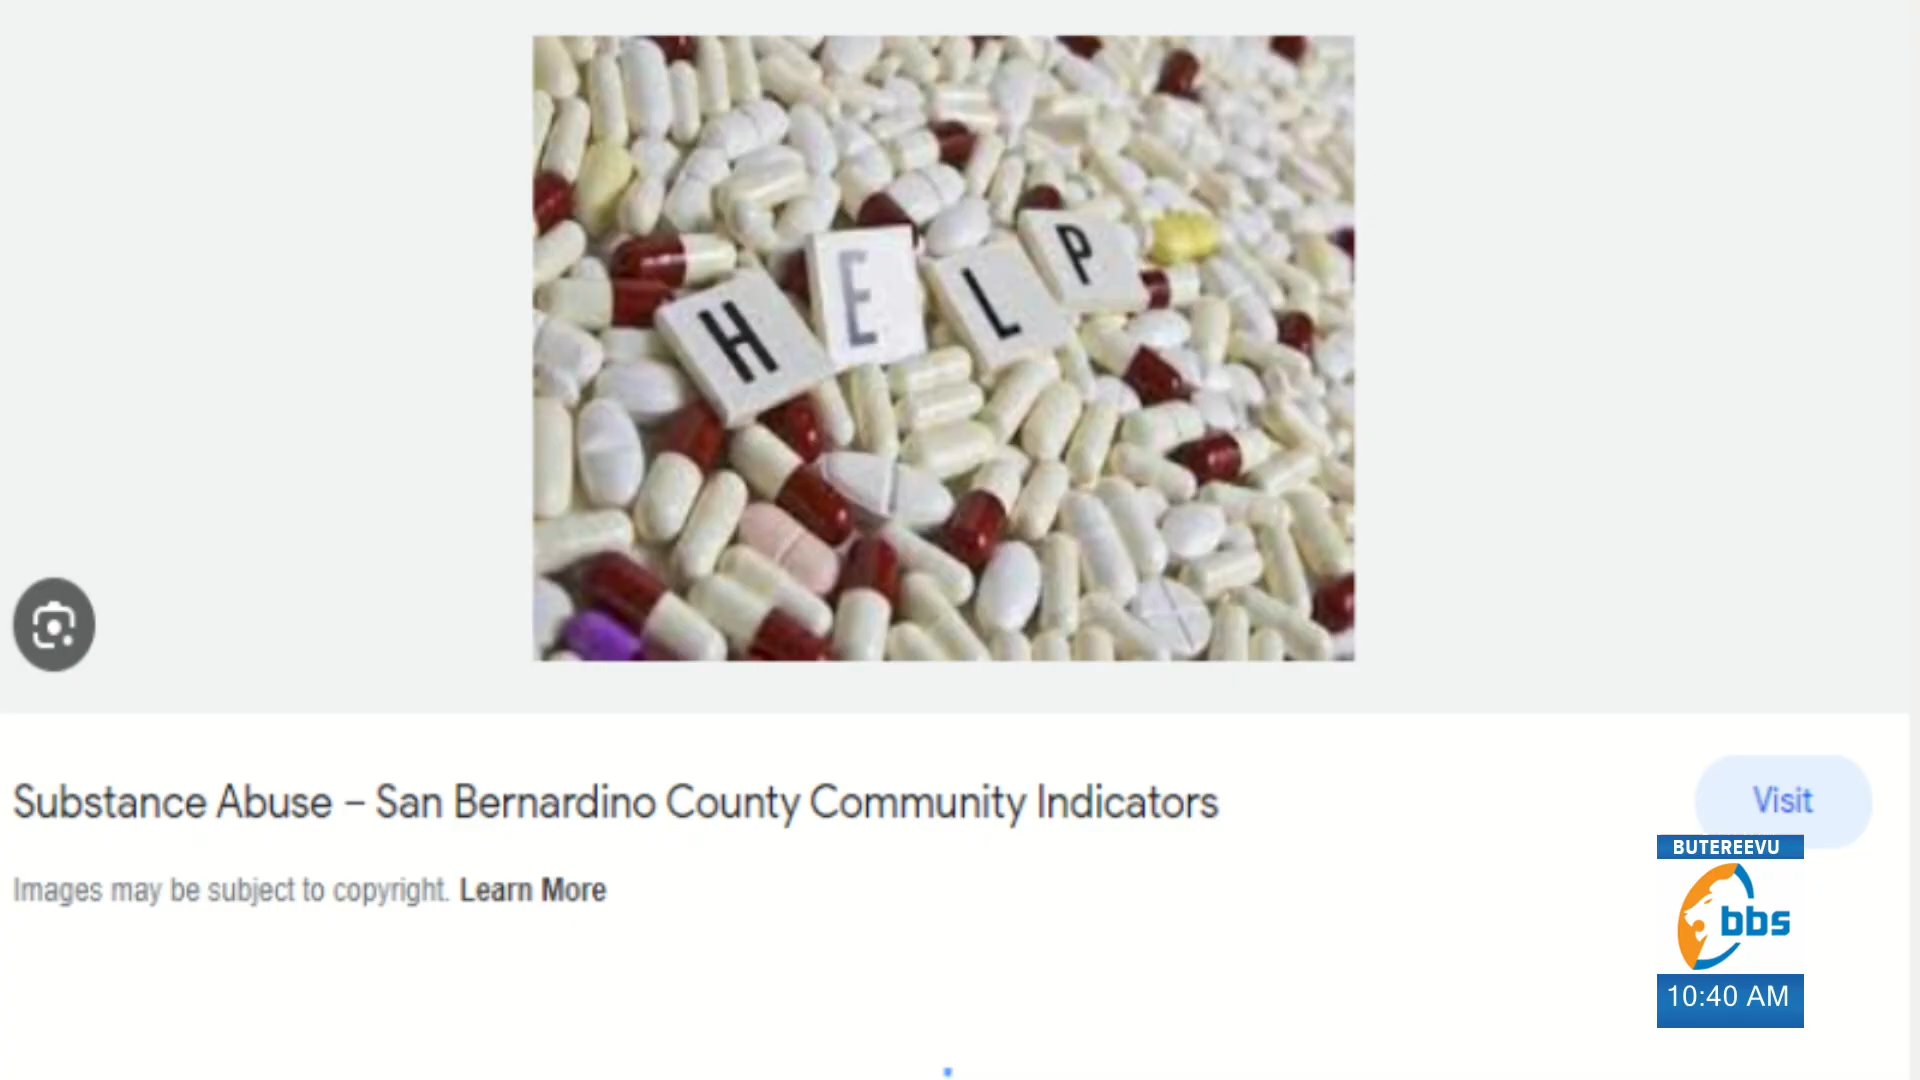 H E L P
Substance Abuse – San Bernardino County Community Indicators
Visit
Images may be subject to copyright. Learn More
BUTEREEVU
bbs
10:40 AM